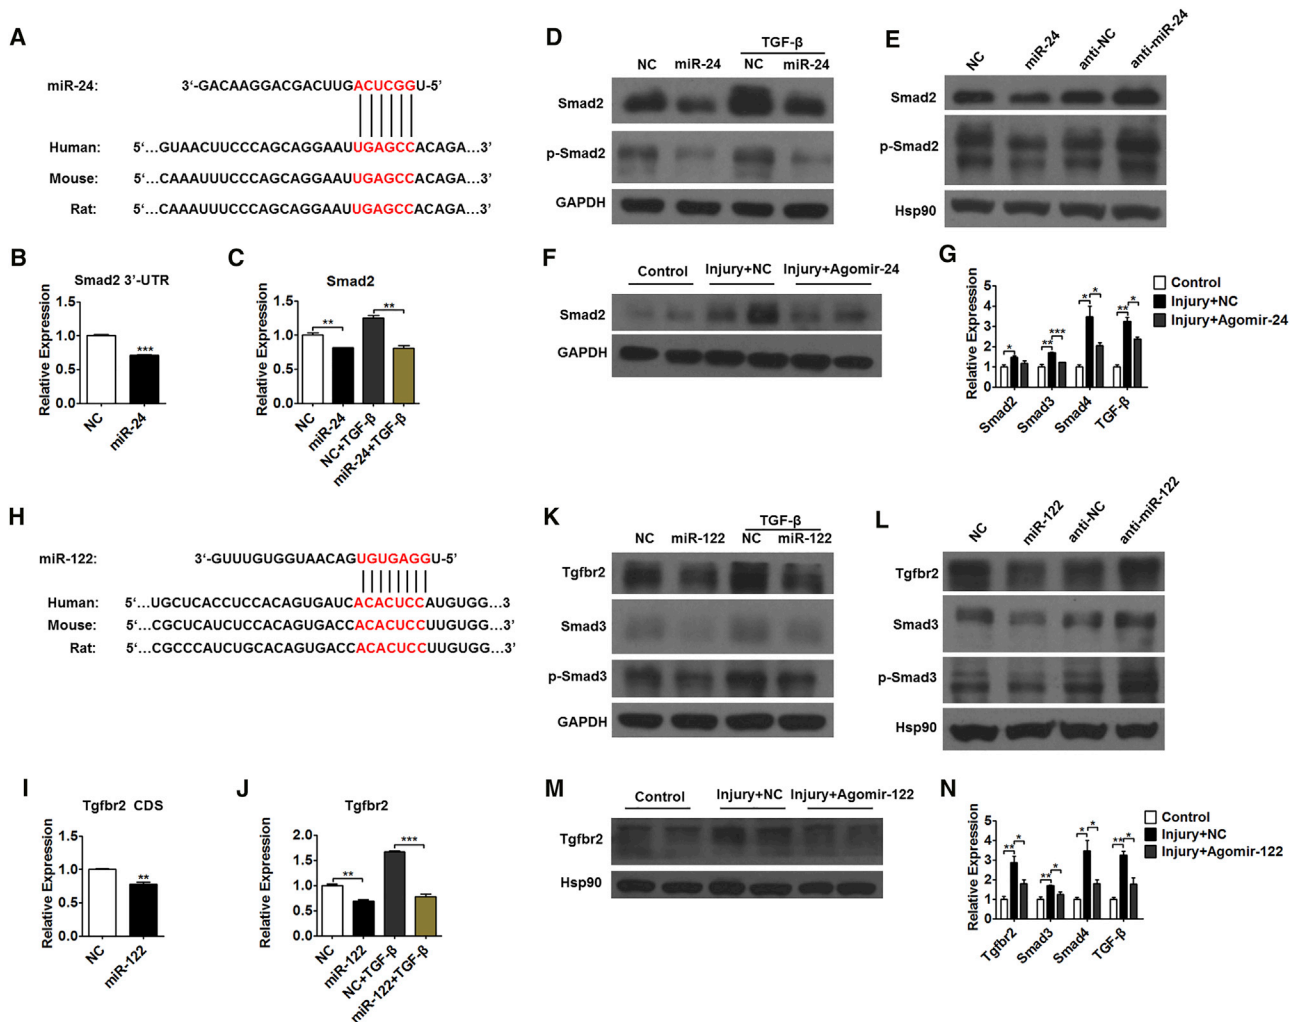 A
miR-24: 3‘-GACAAGGACGACUUGACUCGGU-5’
Human: 5‘...GUAACUUCCCAGCAGGAAUUGAGCCACAGA...3’
Mouse: 5‘...CAAAUUUCCCAGCAGGAAUUGAGCCACAGA...3’
Rat: 5‘...CAAAUUUCCCAGCAGGAAUUGAGCCACAGA...3’
B
Smad2 3’-UTR
Relative Expression
1.5
1.0
0.5
0.0
***
NC
miR-24
C
Smad2
Relative Expression
1.5
1.0
0.5
0.0
**
**
NC
miR-24
NC+TGF-β
miR-24+TGF-β
D
TGF-β
NC miR-24 NC miR-24
Smad2
p-Smad2
GAPDH
E
NC miR-24 anti-NC anti-miR-24
Smad2
p-Smad2
Hsp90
F
Control Injury+NC Injury+Agomir-24
Smad2
GAPDH
G
Control
Injury+NC
Injury+Agomir-24
Relative Expression
5
4
3
2
1
0
*
** ***
* *
** *
Smad2
Smad3
Smad4
TGF-β
H
miR-122: 3‘-GUUUGUGGUAACAGUGUGAGGU-5’
Human: 5‘...UGCUCACCUCCACAGUGAUCACACUCCAUGUGG...3
Mouse: 5‘...CGCUCAUCUCCACAGUGACCACACUCCUUGUGG...3’
Rat: 5‘...CGCCCAUCUGCACAGUGACCACACUCCUUGUGG...3’
I
Tgfbr2 CDS
Relative Expression
1.5
1.0
0.5
0.0
**
NC
miR-122
J
Tgfbr2
Relative Expression
2.0
1.5
1.0
0.5
0.0
**
***
NC
miR-122
NC+TGF-β
miR-122+TGF-β
K
TGF-β
NC miR-122 NC miR-122
Tgfbr2
Smad3
p-Smad3
GAPDH
L
NC miR-122 anti-NC anti-miR-122
Tgfbr2
Smad3
p-Smad3
Hsp90
M
Control Injury+NC Injury+Agomir-122
Tgfbr2
Hsp90
N
Control
Injury+NC
Injury+Agomir-122
Relative Expression
5
4
3
2
1
0
** *
** *
* *
** *
Tgfbr2
Smad3
Smad4
TGF-β